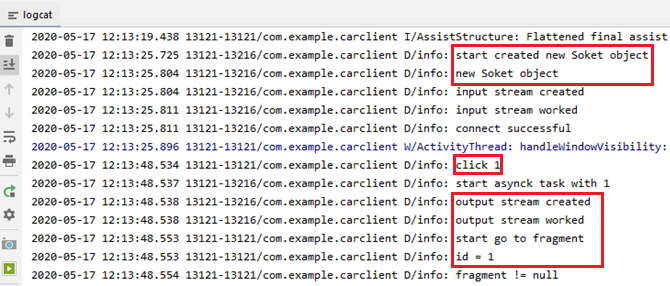 logcat
2020-05-17 12:13:19.438 13121-13121/com.example.carclient I/AssistStructure: Flattened final assist
2020-05-17 12:13:25.725 13121-13216/com.example.carclient D/info: start created new Soket object
2020-05-17 12:13:25.804 13121-13216/com.example.carclient D/info: new Soket object
2020-05-17 12:13:25.804 13121-13216/com.example.carclient D/info: input stream created
2020-05-17 12:13:25.811 13121-13216/com.example.carclient D/info: input stream worked
2020-05-17 12:13:25.811 13121-13216/com.example.carclient D/info: connect successful
2020-05-17 12:13:25.896 13121-13121/com.example.carclient W/ActivityThread: handleWindowVisibility:
2020-05-17 12:13:48.534 13121-13121/com.example.carclient D/info: click 1
2020-05-17 12:13:48.537 13121-13217/com.example.carclient D/info: start asynck task with 1
2020-05-17 12:13:48.538 13121-13217/com.example.carclient D/info: output stream created
2020-05-17 12:13:48.538 13121-13217/com.example.carclient D/info: output stream worked
2020-05-17 12:13:48.553 13121-13121/com.example.carclient D/info: start go to fragment
2020-05-17 12:13:48.553 13121-13121/com.example.carclient D/info: id = 1
2020-05-17 12:13:48.554 13121-13121/com.example.carclient D/info: fragment != null